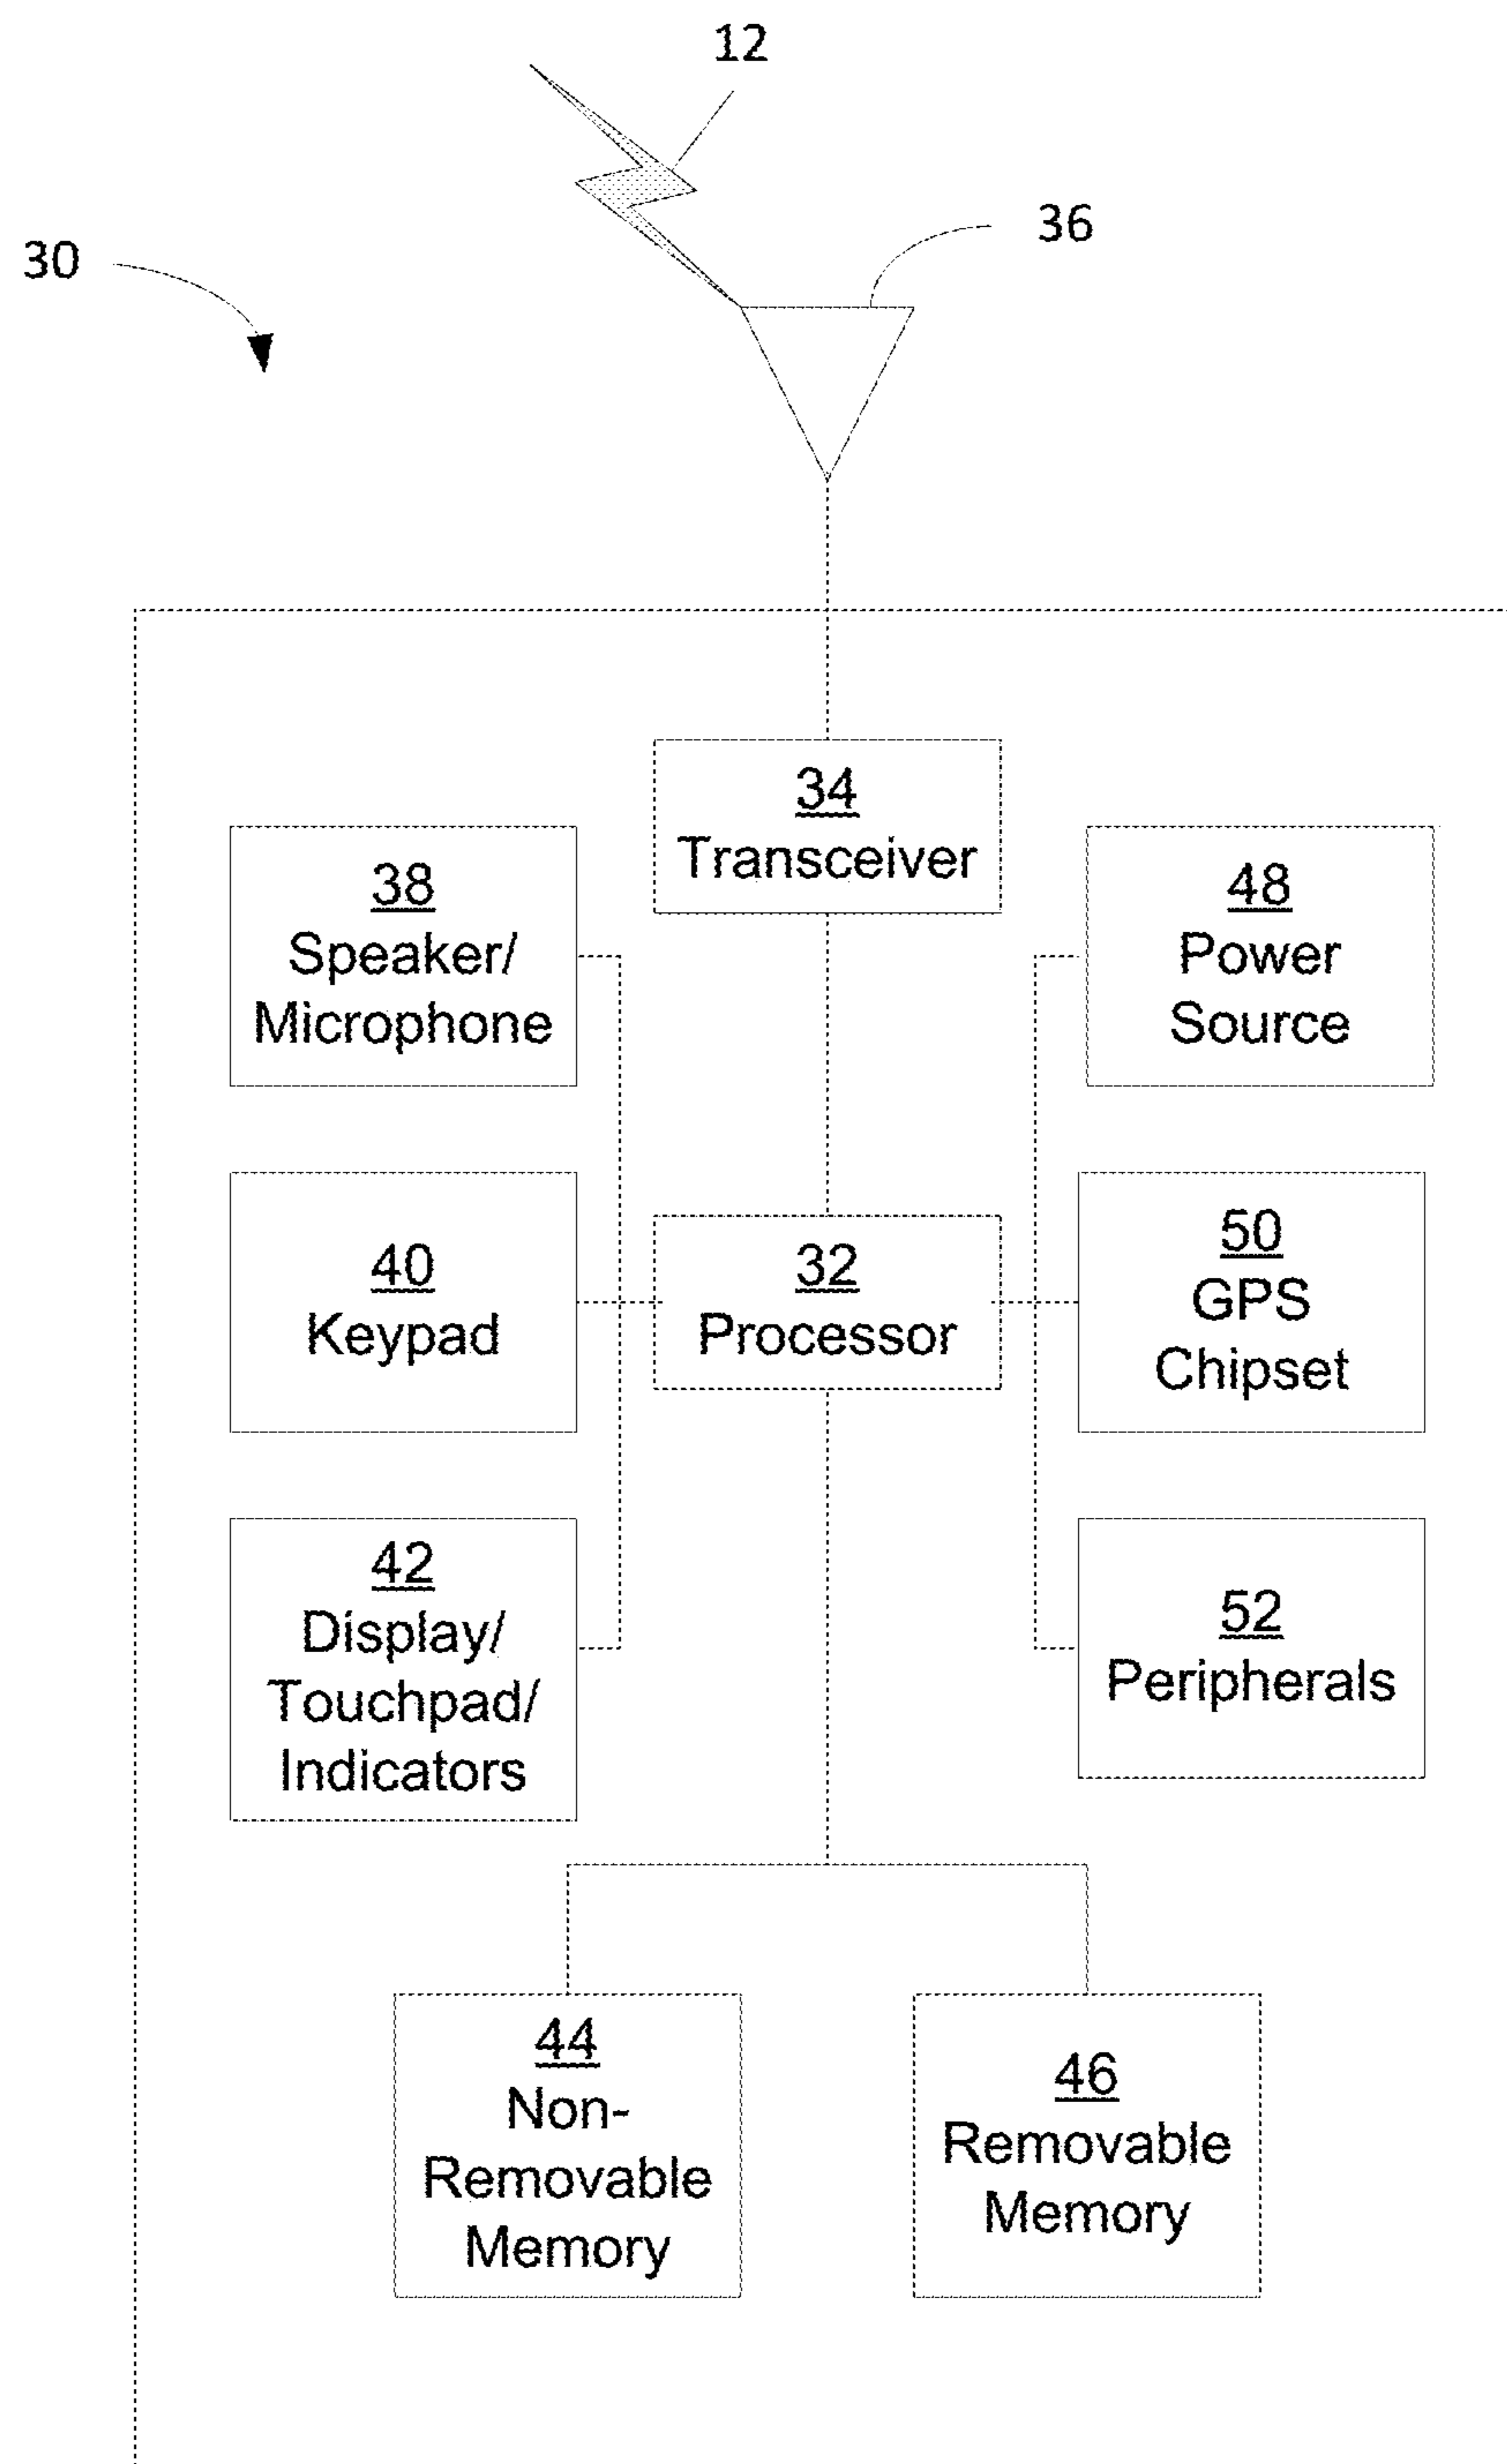 12
36
30
34
Transceiver
38
Speaker/
Microphone
48
Power
Source
40
Keypad
32
Processor
50
GPS
Chipset
42
Display/
Touchpad/
Indicators
52
Peripherals
44
Non-
Removable
Memory
46
Removable
Memory